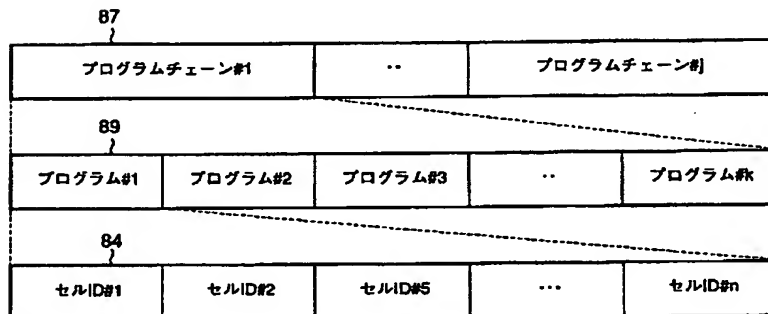 87
プログラムチェーン#1 ･･ プログラムチェーン#j
89
プログラム#1 プログラム#2 プログラム#3 ･･ プログラム#k
84
セルID#1 セルID#2 セルID#5 ･･･ セルID#n